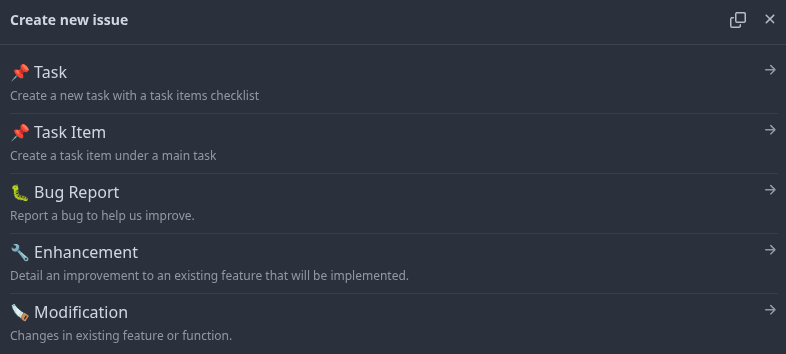 Create new issue
📌 Task
Create a new task with a task items checklist
📌 Task Item
Create a task item under a main task
🐛 Bug Report
Report a bug to help us improve.
🔧 Enhancement
Detail an improvement to an existing feature that will be implemented.
🪚 Modification
Changes in existing feature or function.